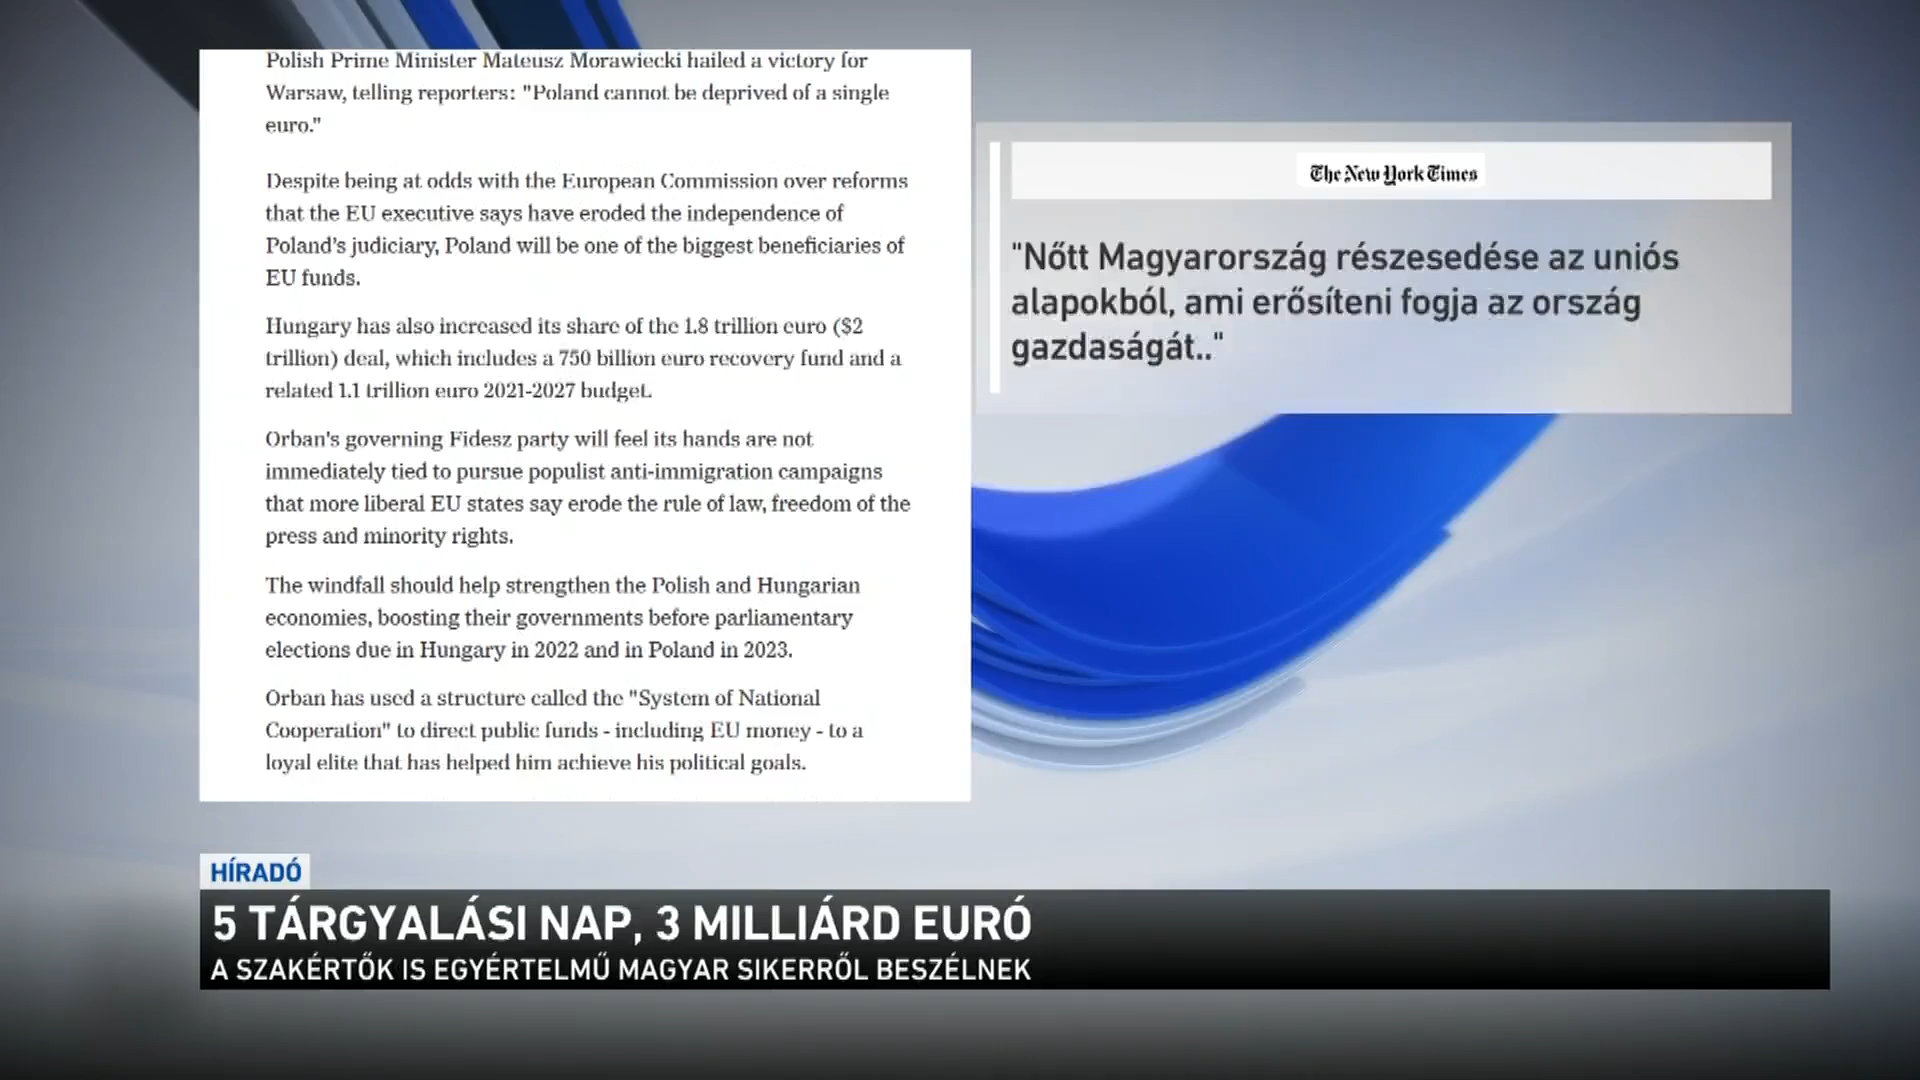 Polish Prime Minister Mateusz Morawiecki hailed a victory for
Warsaw, telling reporters: "Poland cannot be deprived of a single
euro."
Despite being at odds with the European Commission over reforms
that the EU executive says have eroded the independence of
Poland's judiciary, Poland will be one of the biggest beneficiaries of
EU funds.
Hungary has also increased its share of the 1.8 trillion euro ($2
trillion) deal, which includes a 750 billion euro recovery fund and a
related 1.1 trillion euro 2021-2027 budget.
Orban's governing Fidesz party will feel its hands are not
immediately tied to pursue populist anti-immigration campaigns
that more liberal EU states say erode the rule of law, freedom of the
press and minority rights.
The windfall should help strengthen the Polish and Hungarian
economies, boosting their governments before parliamentary
elections due in Hungary in 2022 and in Poland in 2023.
Orban has used a structure called the "System of National
Cooperation" to direct public funds - including EU money - to a
loyal elite that has helped him achieve his political goals.
The New York Times
"Nőtt Magyarország részesedése az uniós
alapokból, ami erősíteni fogja az ország
gazdaságát.."
HÍRADÓ
5 TÁRGYALÁSI NAP, 3 MILLIÁRD EURÓ
A SZAKÉRTŐK IS EGYÉRTELMŰ MAGYAR SIKERRŐL BESZÉLNEK